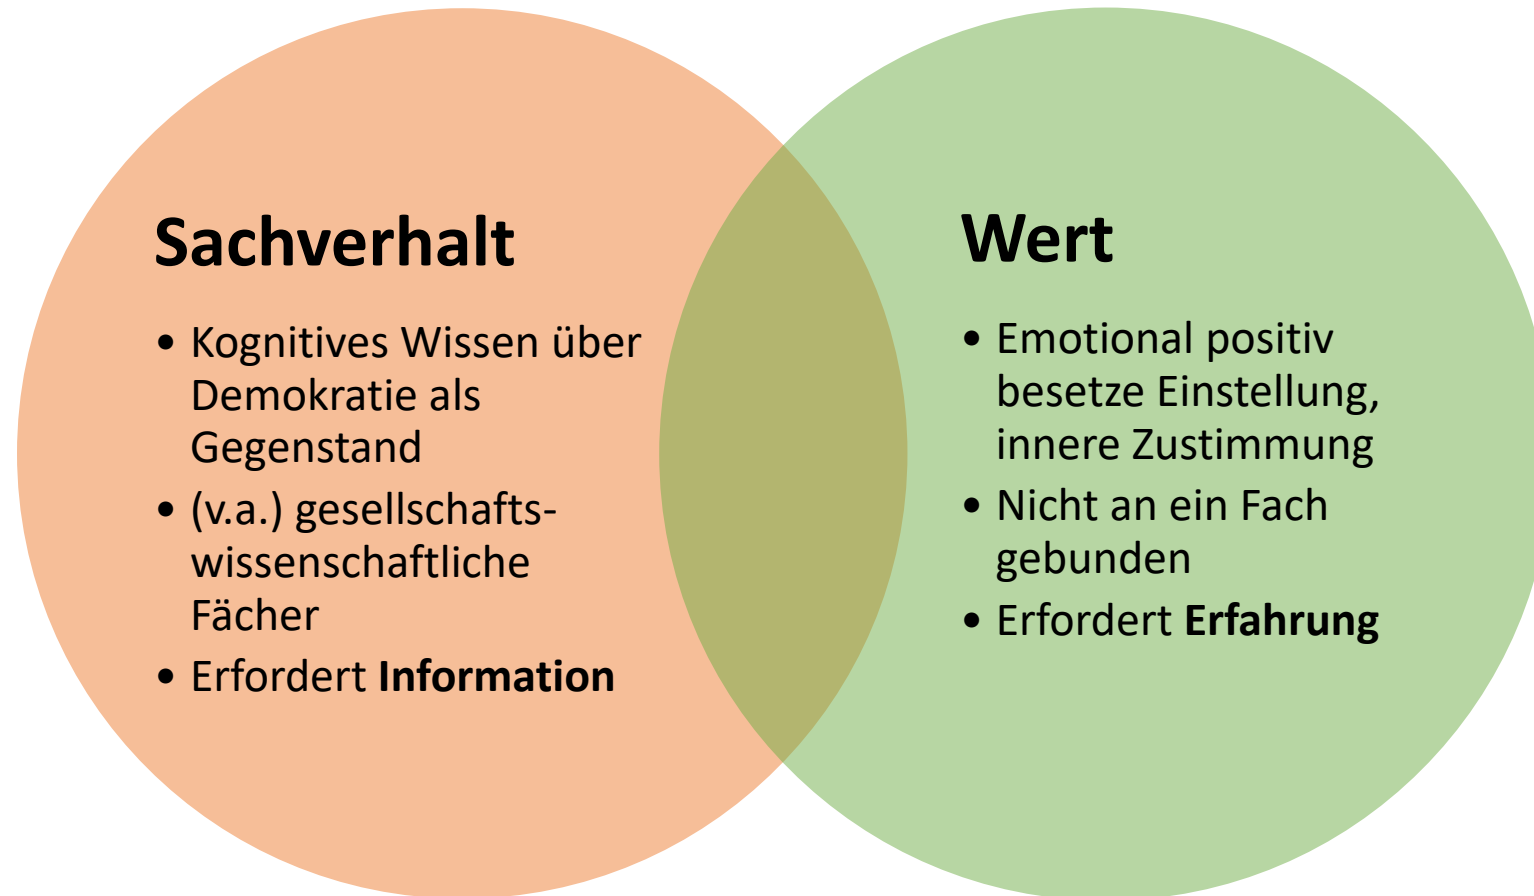 Sachverhalt
• Kognitives Wissen über
Demokratie als
Gegenstand
• (v.a.) gesellschafts-
wissenschaftliche
Fächer
• Erfordert Information
Wert
• Emotional positiv
besetze Einstellung,
innere Zustimmung
• Nicht an ein Fach
gebunden
• Erfordert Erfahrung